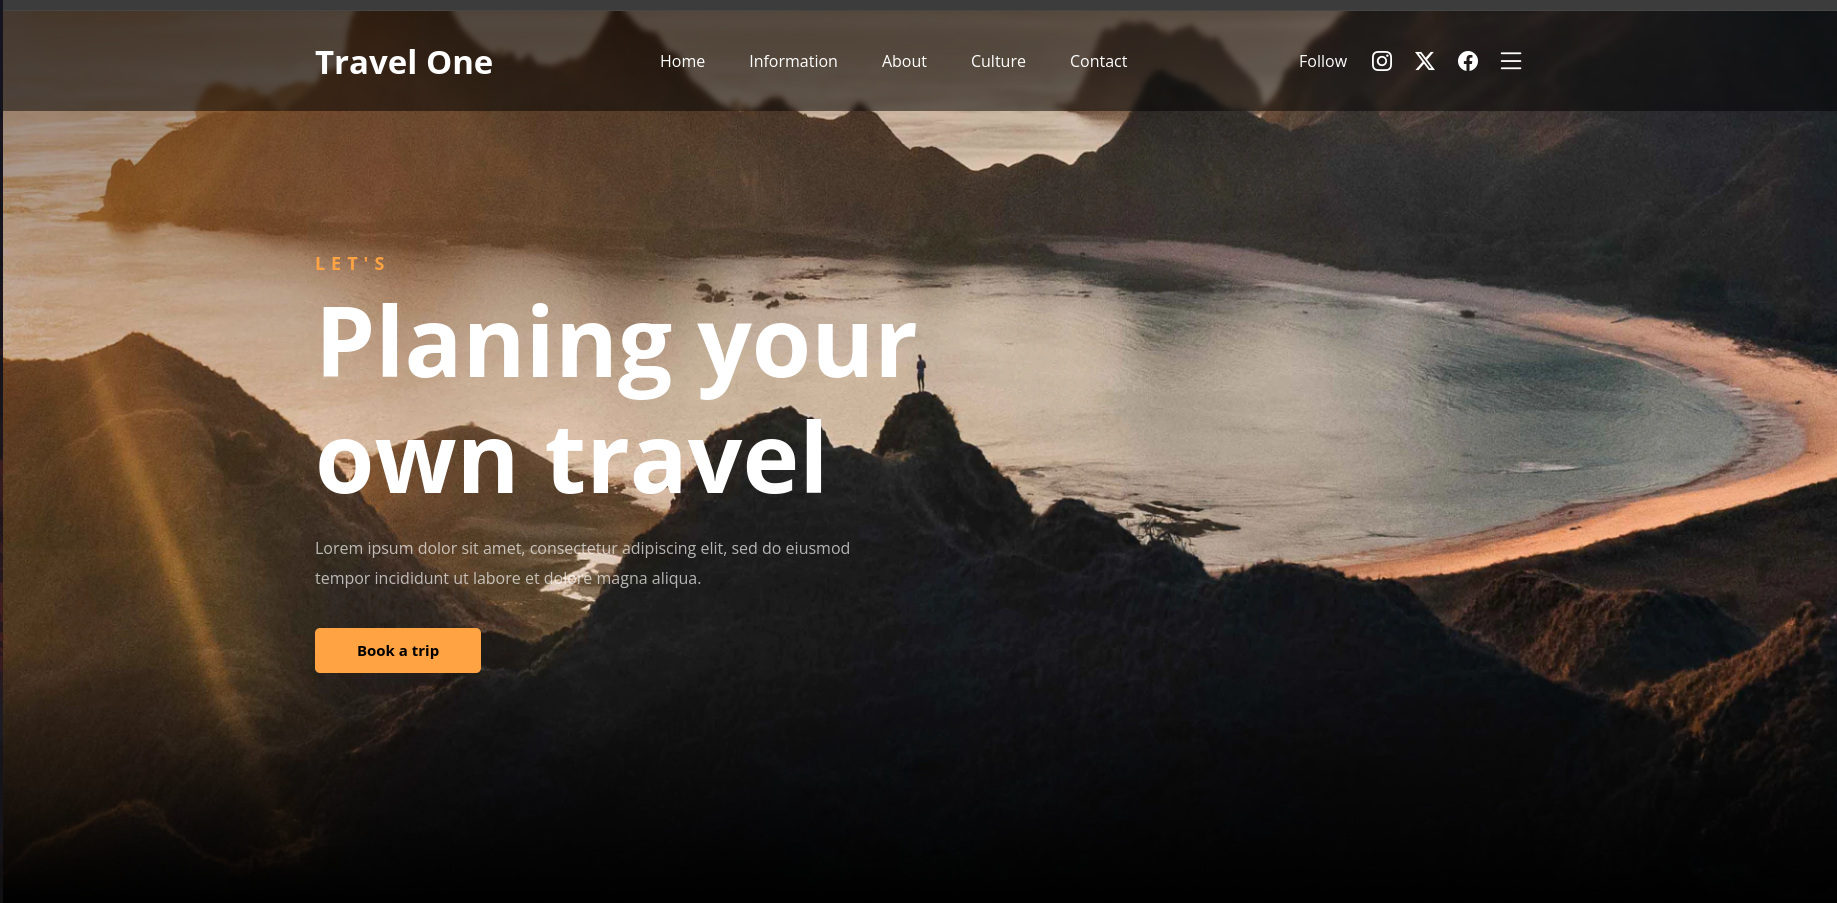 Travel One
Home Information About Culture Contact
Follow
LET'S
Planing your
own travel
Lorem ipsum dolor sit amet, consectetur adipiscing elit, sed do eiusmod
tempor incididunt ut labore et dolore magna aliqua.
Book a trip